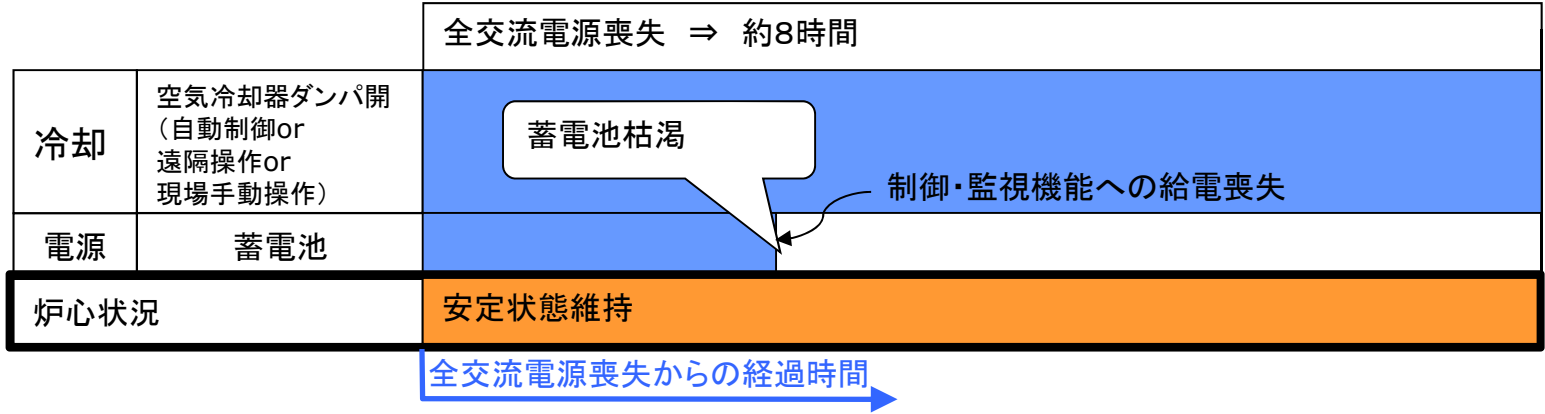 全交流電源喪失 ⇒ 約8時間
冷却
空気冷却器ダンパ開
(自動制御or
遠隔操作or
現場手動操作)
蓄電池枯渇
制御・監視機能への給電喪失
電源
蓄電池
炉心状況
安定状態維持
全交流電源喪失からの経過時間